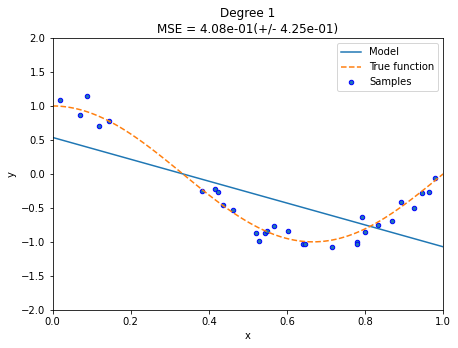 Degree 1
MSE = 4.08e-01(+/- 4.25e-01)
Model
True function
Samples
2.0
1.5
1.0
0.5
0.0
−0.5
−1.0
−1.5
−2.0
y
0.0 0.2 0.4 0.6 0.8 1.0
x